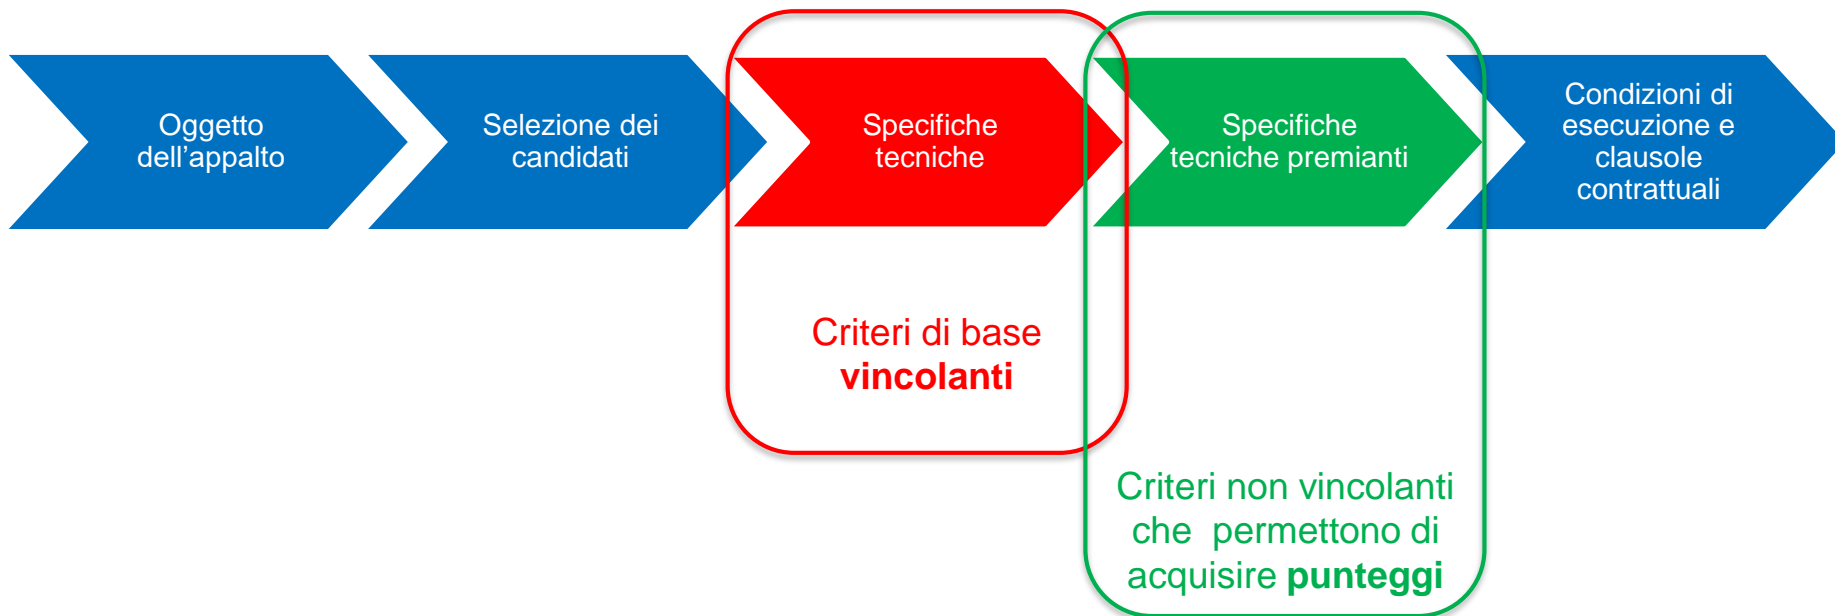 Oggetto
dell’appalto
Selezione dei
candidati
Specifiche
tecniche
Specifiche
tecniche premianti
Condizioni di
esecuzione e
clausole
contrattuali
Criteri di base
vincolanti
Criteri non vincolanti
che  permettono di
acquisire punteggi